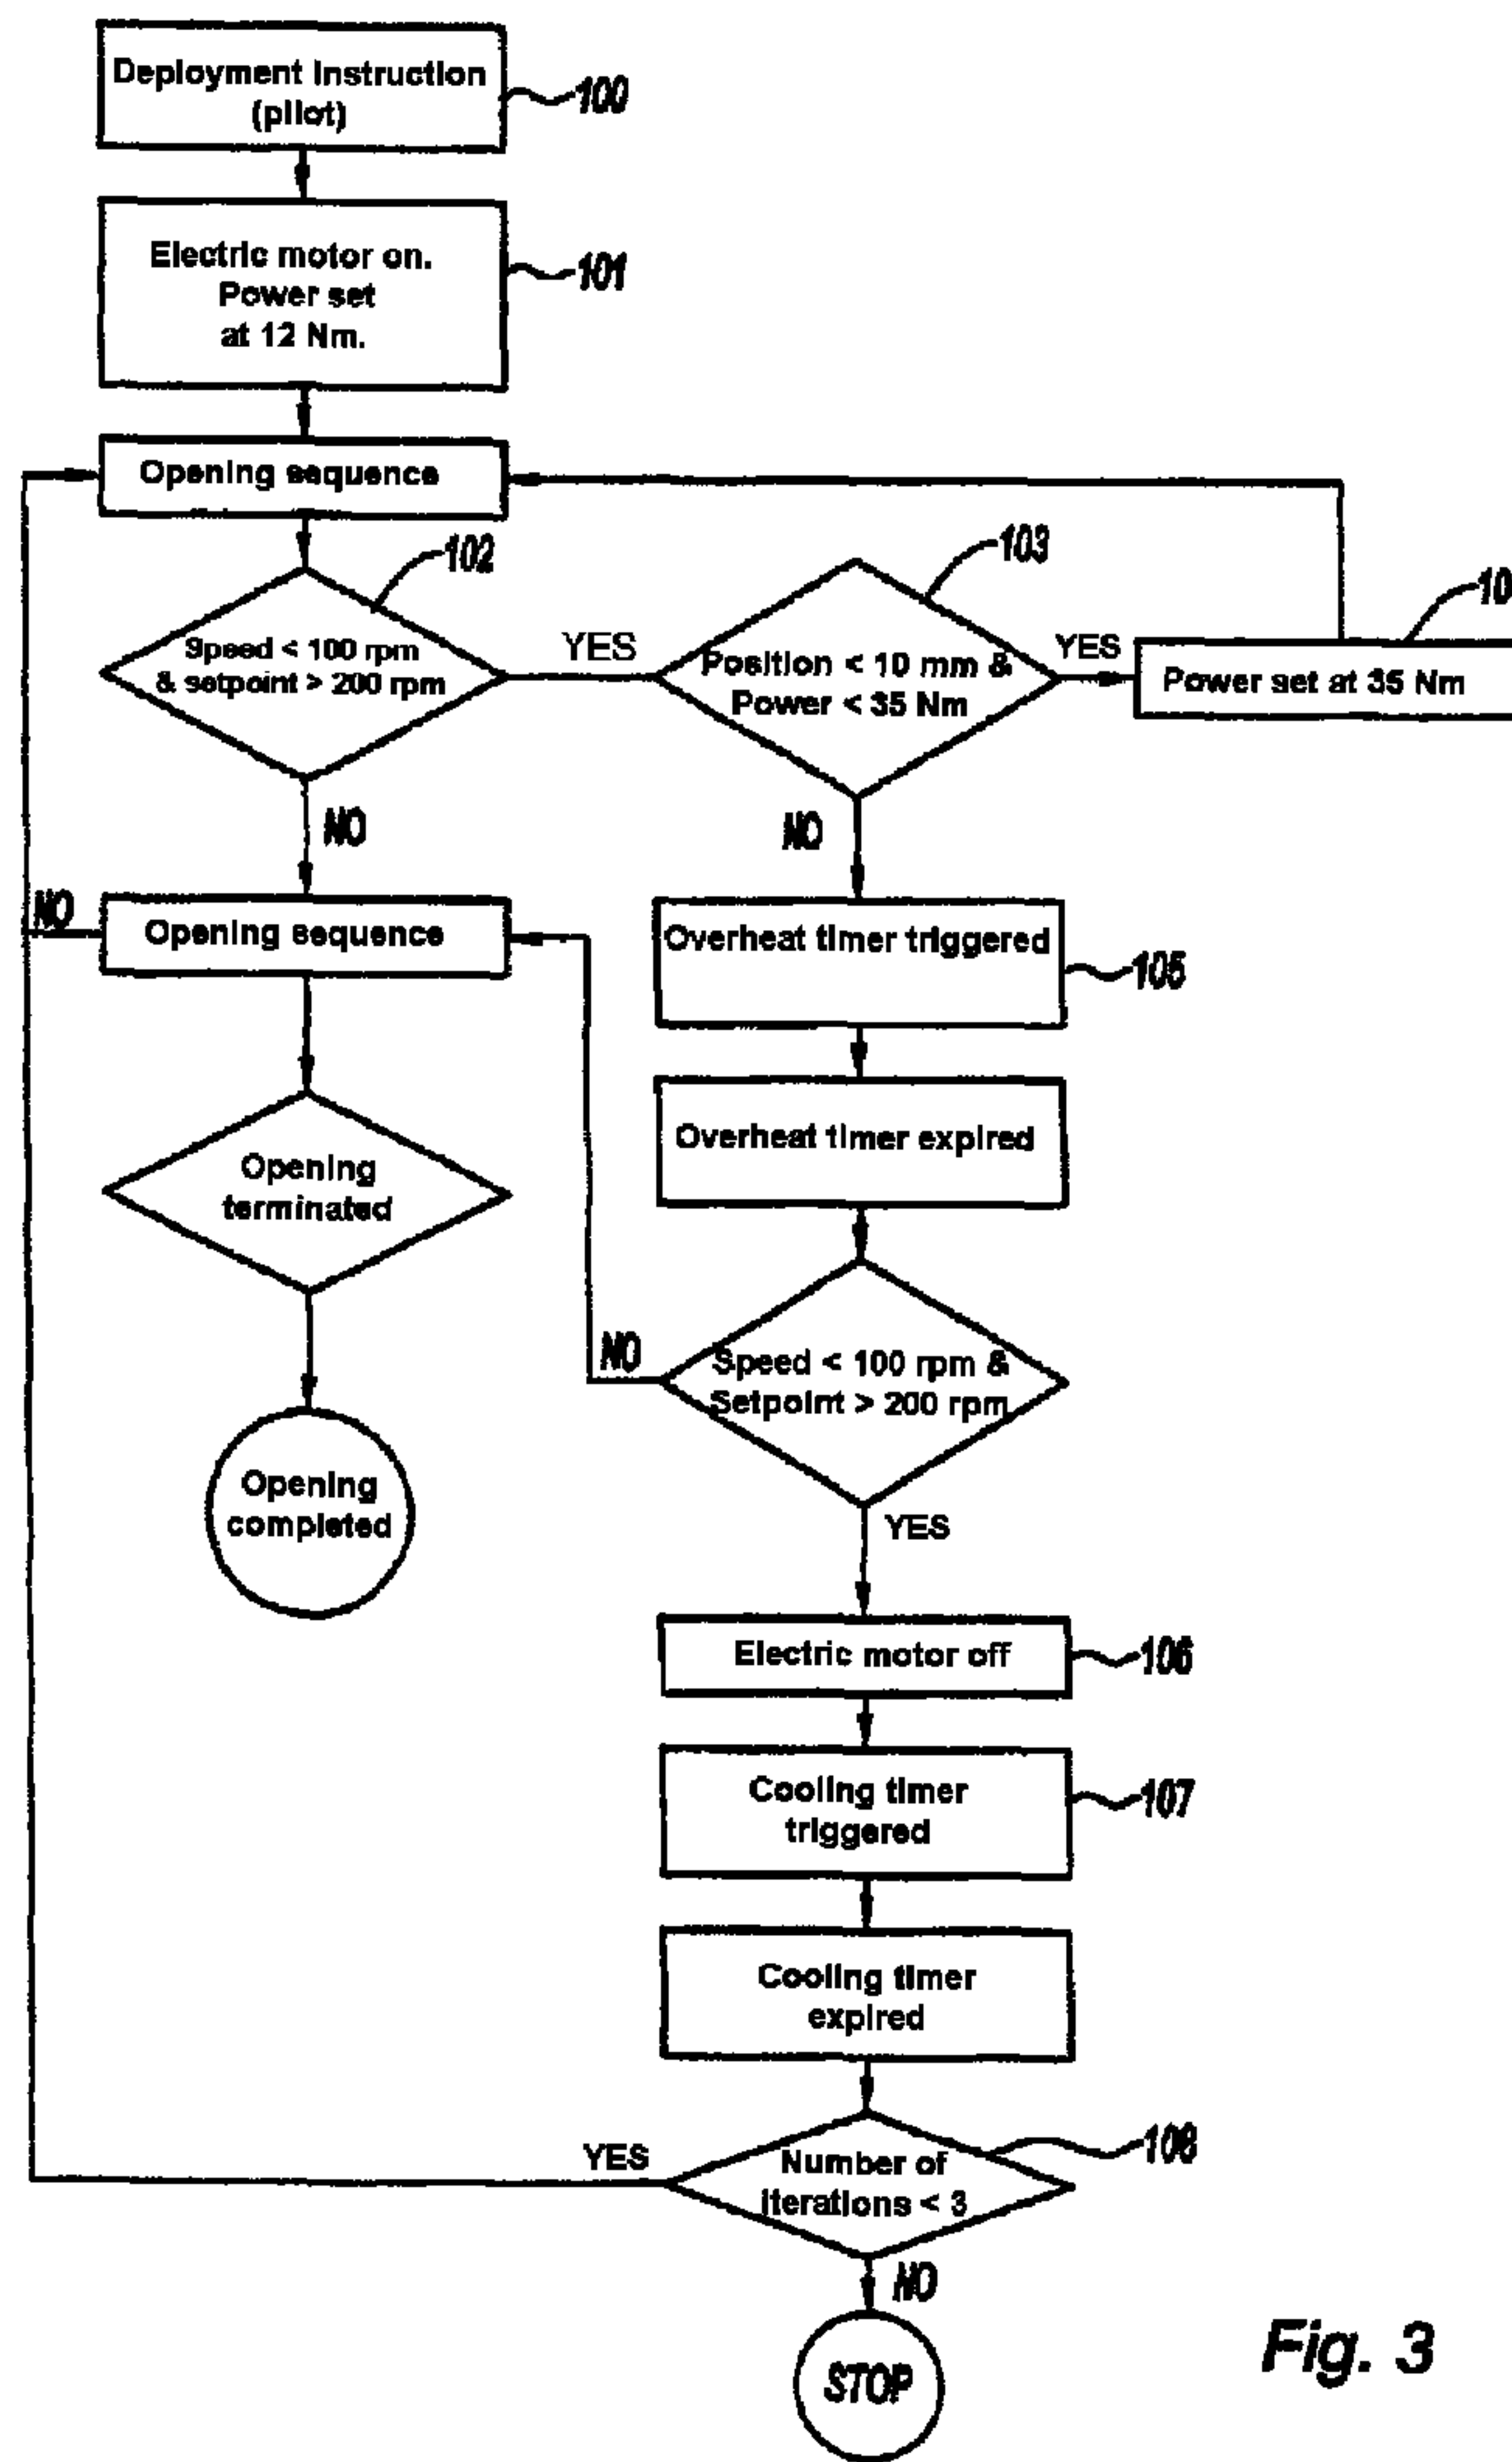 Deployment Instruction
(pilot)
100
Electric motor on.
Power set
at 12 Nm.
101
Opening sequence
102
103
Speed < 100 rpm
& setpoint > 200 rpm
YES
Position < 10 mm &
Power < 35 Nm
YES
10
Power set at 35 Nm
NO
NO
NO
Opening sequence
Overheat timer triggered
105
Overheat timer expired
Opening
terminated
NO
Speed < 100 rpm &
Setpoint > 200 rpm
YES
Opening
completed
Electric motor off
106
Cooling timer
triggered
107
Cooling timer
expired
YES
Number of
iterations < 3
108
NO
STOP
Fig. 3